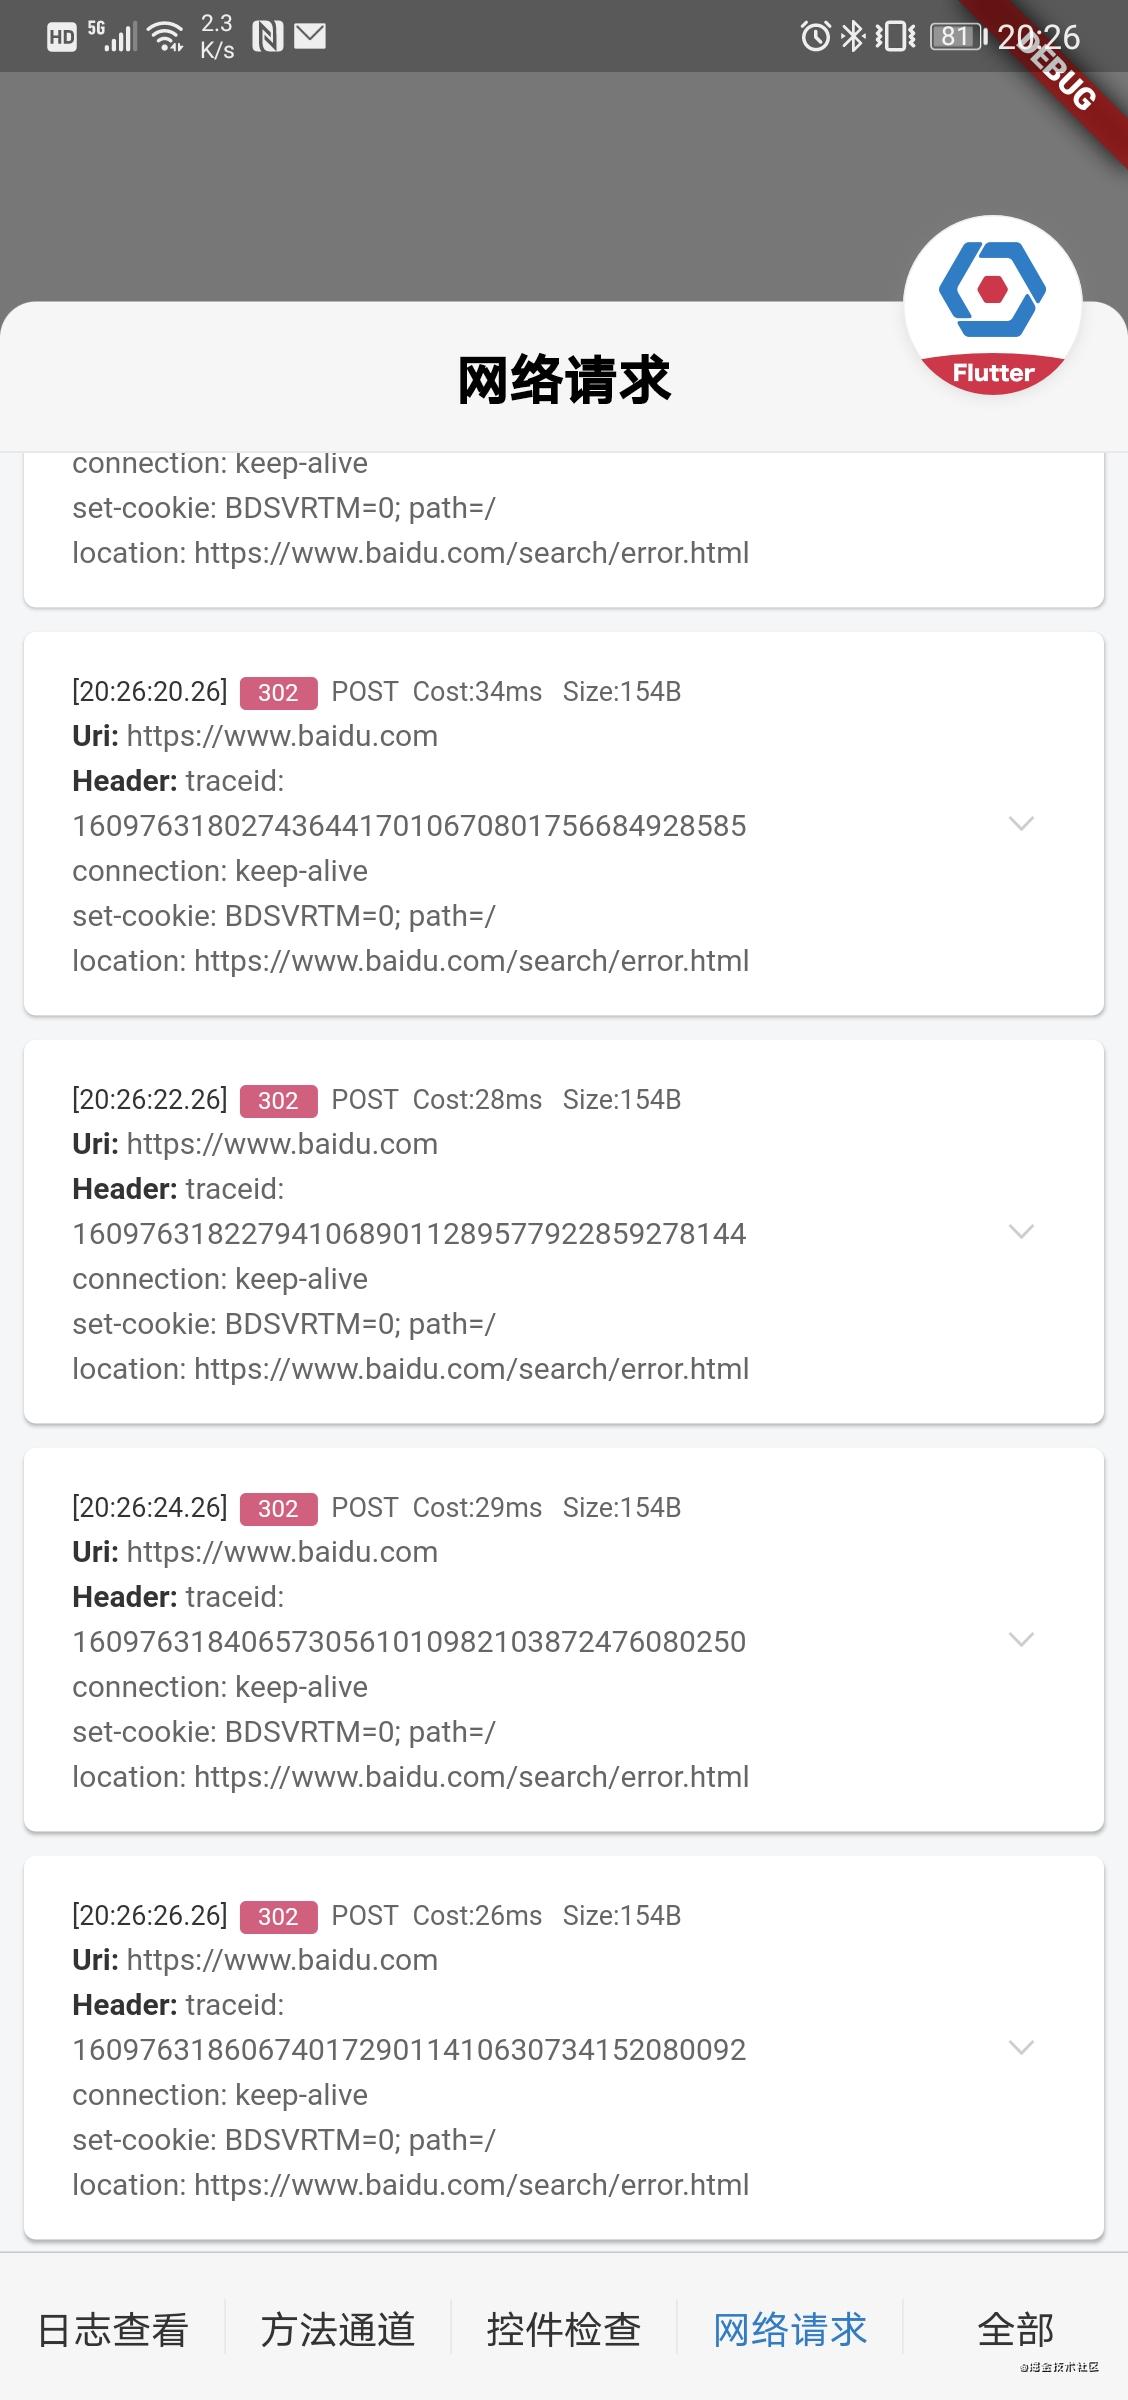 HD 5G 2.3 K/s 81 20:26
DEBUG
Flutter
网络请求
connection: keep-alive
set-cookie: BDSVRTM=0; path=/
location: https://www.baidu.com/search/error.html
[20:26:20.26] 302 POST Cost:34ms Size:154B
Uri: https://www.baidu.com
Header: traceid:
1609763180274364417010670801756684928585
connection: keep-alive
set-cookie: BDSVRTM=0; path=/
location: https://www.baidu.com/search/error.html
[20:26:22.26] 302 POST Cost:28ms Size:154B
Uri: https://www.baidu.com
Header: traceid:
1609763182279410689011289577922859278144
connection: keep-alive
set-cookie: BDSVRTM=0; path=/
location: https://www.baidu.com/search/error.html
[20:26:24.26] 302 POST Cost:29ms Size:154B
Uri: https://www.baidu.com
Header: traceid:
1609763184065730561010982103872476080250
connection: keep-alive
set-cookie: BDSVRTM=0; path=/
location: https://www.baidu.com/search/error.html
[20:26:26.26] 302 POST Cost:26ms Size:154B
Uri: https://www.baidu.com
Header: traceid:
1609763186067401729011410630734152080092
connection: keep-alive
set-cookie: BDSVRTM=0; path=/
location: https://www.baidu.com/search/error.html
日志查看 方法通道 控件检查 网络请求 全部
@掘金技术社区